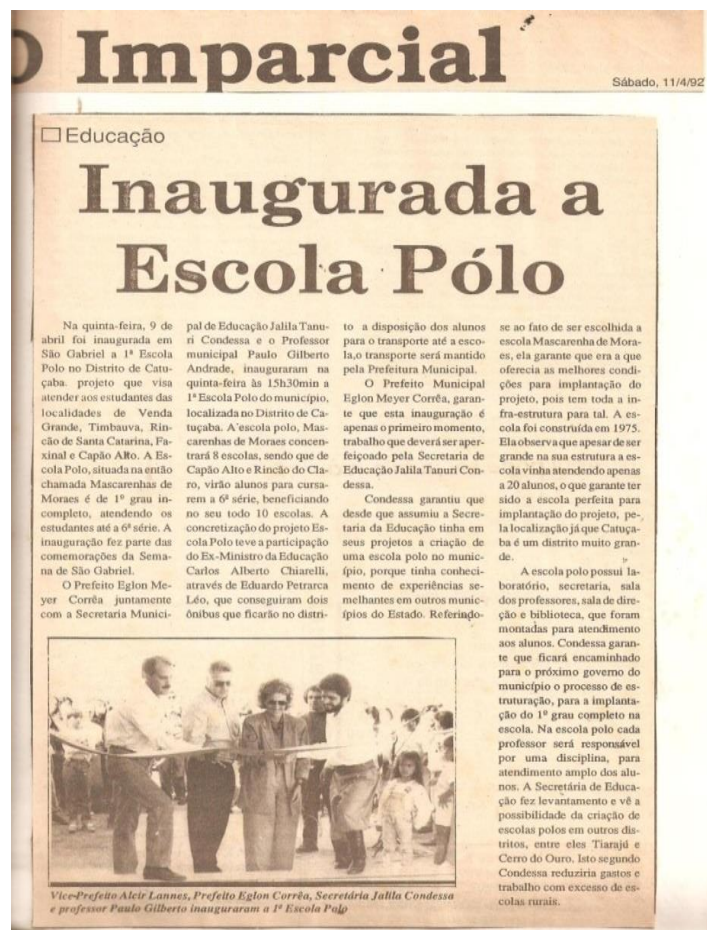 O Imparcial
Sábado, 11/4/92
Educação
Inaugurada a
Escola Pólo
Na quinta-feira, 9 de
abril foi inaugurada em
São Gabriel a 1ª Escola
Polo no Distrito de Catu-
çaba. projeto que visa
atender aos estudantes das
localidades de Venda
Grande, Timbauva, Rin-
cão de Santa Catarina, Fa-
xinal e Capão Alto. A Es-
cola Polo, situada na então
chamada Mascarenhas de
Moraes é de 1º grau in-
completo, atendendo os
estudantes até a 6ª série. A
inauguração fez parte das
comemorações da Sema-
na de São Gabriel.
O Prefeito Eglon Me-
yer Corrêa juntamente
com a Secretaria Munici-
pal de Educação Jalila Tanu-
ri Condessa e o Professor
municipal Paulo Gilberto
Andrade, inauguraram na
quinta-feira às 15h30min a
1ª Escola Polo do município,
localizada no Distrito de Ca-
tuçaba. A escola polo, Mas-
carenhas de Moraes concen-
trará 8 escolas, sendo que de
Capão Alto e Rincão do Cla-
ro, virão alunos para cursa-
rem a 6ª série, beneficiando
no seu todo 10 escolas. A
concretização do projeto Es-
cola Polo teve a participação
do Ex-Ministro da Educação
Carlos Alberto Chiarelli,
através de Eduardo Petrarca
Léo, que conseguiram dois
ônibus que ficarão no distri-
to a disposição dos alunos
para o transporte até a esco-
la,o transporte será mantido
pela Prefeitura Municipal.
O Prefeito Municipal
Eglon Meyer Corrêa, garan-
te que esta inauguração é
apenas o primeiro momento,
trabalho que deverá ser aper-
feiçoado pela Secretaria de
Educação Jalila Tanuri Con-
dessa.
Condessa garantiu que
desde que assumiu a Secre-
taria da Educação tinha em
seus projetos a criação de
uma escola polo no municí-
pio, porque tinha conheci-
mento de experiências se-
melhantes em outros municí-
pios do Estado. Referindo-
se ao fato de ser escolhida a
escola Mascarenha de Mora-
es, ela garante que era a que
oferecia as melhores condi-
ções para implantação do
projeto, pois tem toda a in-
fra-estrutura para tal. A es-
cola foi construída em 1975.
Ela observa que apesar de ser
grande na sua estrutura a es-
cola vinha atendendo apenas
a 20 alunos, o que garante ter
sido a escola perfeita para
implantação do projeto, pe-
la localização já que Catuça-
ba é um distrito muito gran-
de.
A escola polo possui la-
boratório, secretaria, sala
dos professores, sala de dire-
ção e biblioteca, que foram
montadas para atendimento
aos alunos. Condessa garan-
te que ficará encaminhado
para o próximo governo do
município o processo de es-
truturação, para a implanta-
ção do 1º grau completo na
escola. Na escola polo cada
professor será responsável
por uma disciplina, para
atendimento amplo dos alu-
nos. A Secretária de Educa-
ção fez levantamento e vê a
possibilidade da criação de
escolas polos em outros dis-
tritos, entre eles Tiarajú e
Cerro do Ouro. Isto segundo
Condessa reduziria gastos e
trabalho com excesso de es-
colas rurais.
Vice-Prefeito Alcir Lannes, Prefeito Eglon Corrêa, Secretária Jalila Condessa
e professor Paulo Gilberto inauguraram a 1ª Escola Polo